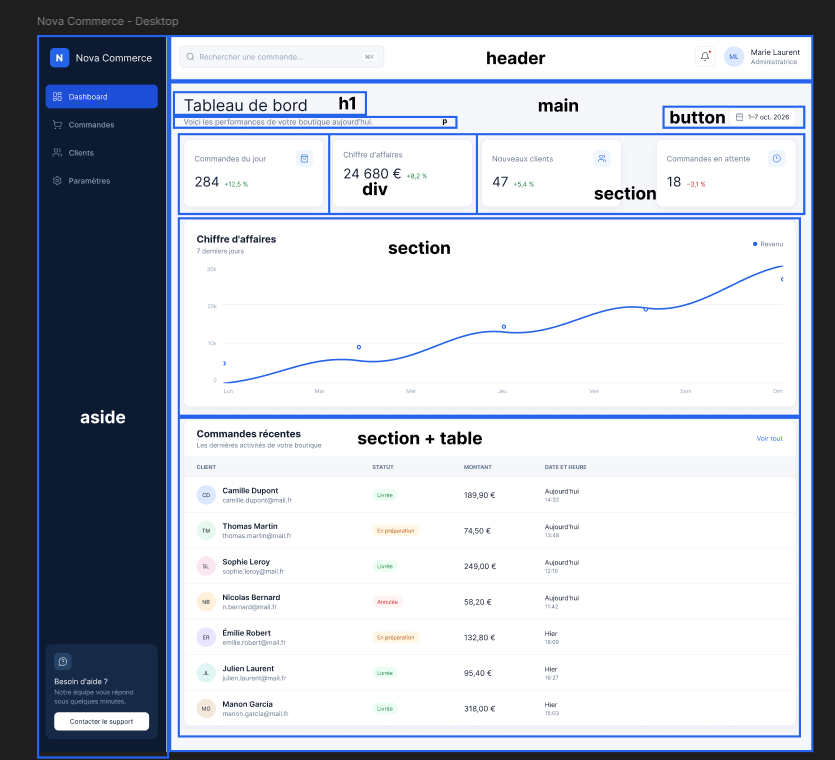 Nova Commerce - Desktop
N Nova Commerce
Dashboard
Commandes
Clients
Paramètres
aside
Besoin d'aide ?
Notre équipe vous répond
sous quelques minutes.
Contacter le support
Rechercher une commande...
⌘K
header
ML
Marie Laurent
Administratrice
Tableau de bord
h1
Voici les performances de votre boutique aujourd'hui.
p
main
button
1–7 oct. 2026
Commandes du jour
284 +12,5 %
Chiffre d'affaires
24 680 € +8,2 %
div
Nouveaux clients
47 +5,4 %
section
Commandes en attente
18 −3,1 %
Chiffre d'affaires
7 derniers jours
section
Revenu
30k
20k
10k
0
Lun Mar Mer Jeu Ven Sam Dim
Commandes récentes
Les dernières activités de votre boutique
section + table
Voir tout
CLIENT STATUT MONTANT DATE ET HEURE
CD Camille Dupont Livrée 189,90 € Aujourd'hui
camille.dupont@mail.fr 14:32
TM Thomas Martin En préparation 74,50 € Aujourd'hui
thomas.martin@mail.fr 13:48
SL Sophie Leroy Livrée 249,00 € Aujourd'hui
sophie.leroy@mail.fr 12:16
NB Nicolas Bernard Annulée 58,20 € Aujourd'hui
n.bernard@mail.fr 11:42
ER Émilie Robert En préparation 132,80 € Hier
emilie.robert@mail.fr 18:09
JL Julien Laurent Livrée 95,40 € Hier
julien.laurent@mail.fr 16:27
MG Manon Garcia Livrée 318,00 € Hier
manon.garcia@mail.fr 15:03